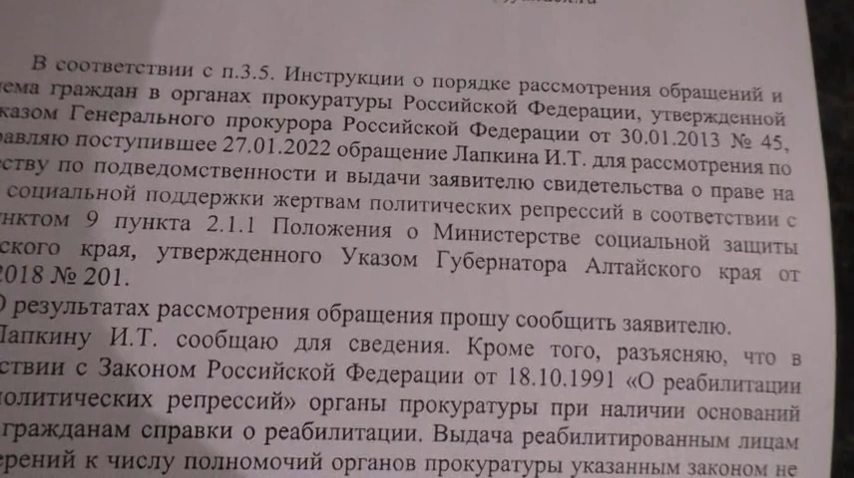 В соответствии с п.3.5. Инструкции о порядке рассмотрения обращений и
граждан в органах прокуратуры Российской Федерации, утвержденной
Генерального прокурора Российской Федерации от 30.01.2013 № 45,
поступившее 27.01.2022 обращение Лапкина И.Т. для рассмотрения по
по подведомственности и выдачи заявителю свидетельства о праве на
социальной поддержки жертвам политических репрессий в соответствии с
9 пункта 2.1.1 Положения о Министерстве социальной защиты
края, утвержденного Указом Губернатора Алтайского края от
2018 № 201.
О результатах рассмотрения обращения прошу сообщить заявителю.
Лапкину И.Т. сообщаю для сведения. Кроме того, разъясняю, что в
с Законом Российской Федерации от 18.10.1991 «О реабилитации
политических репрессий» органы прокуратуры при наличии оснований
гражданам справки о реабилитации. Выдача реабилитированным лицам
к числу полномочий органов прокуратуры указанным законом не